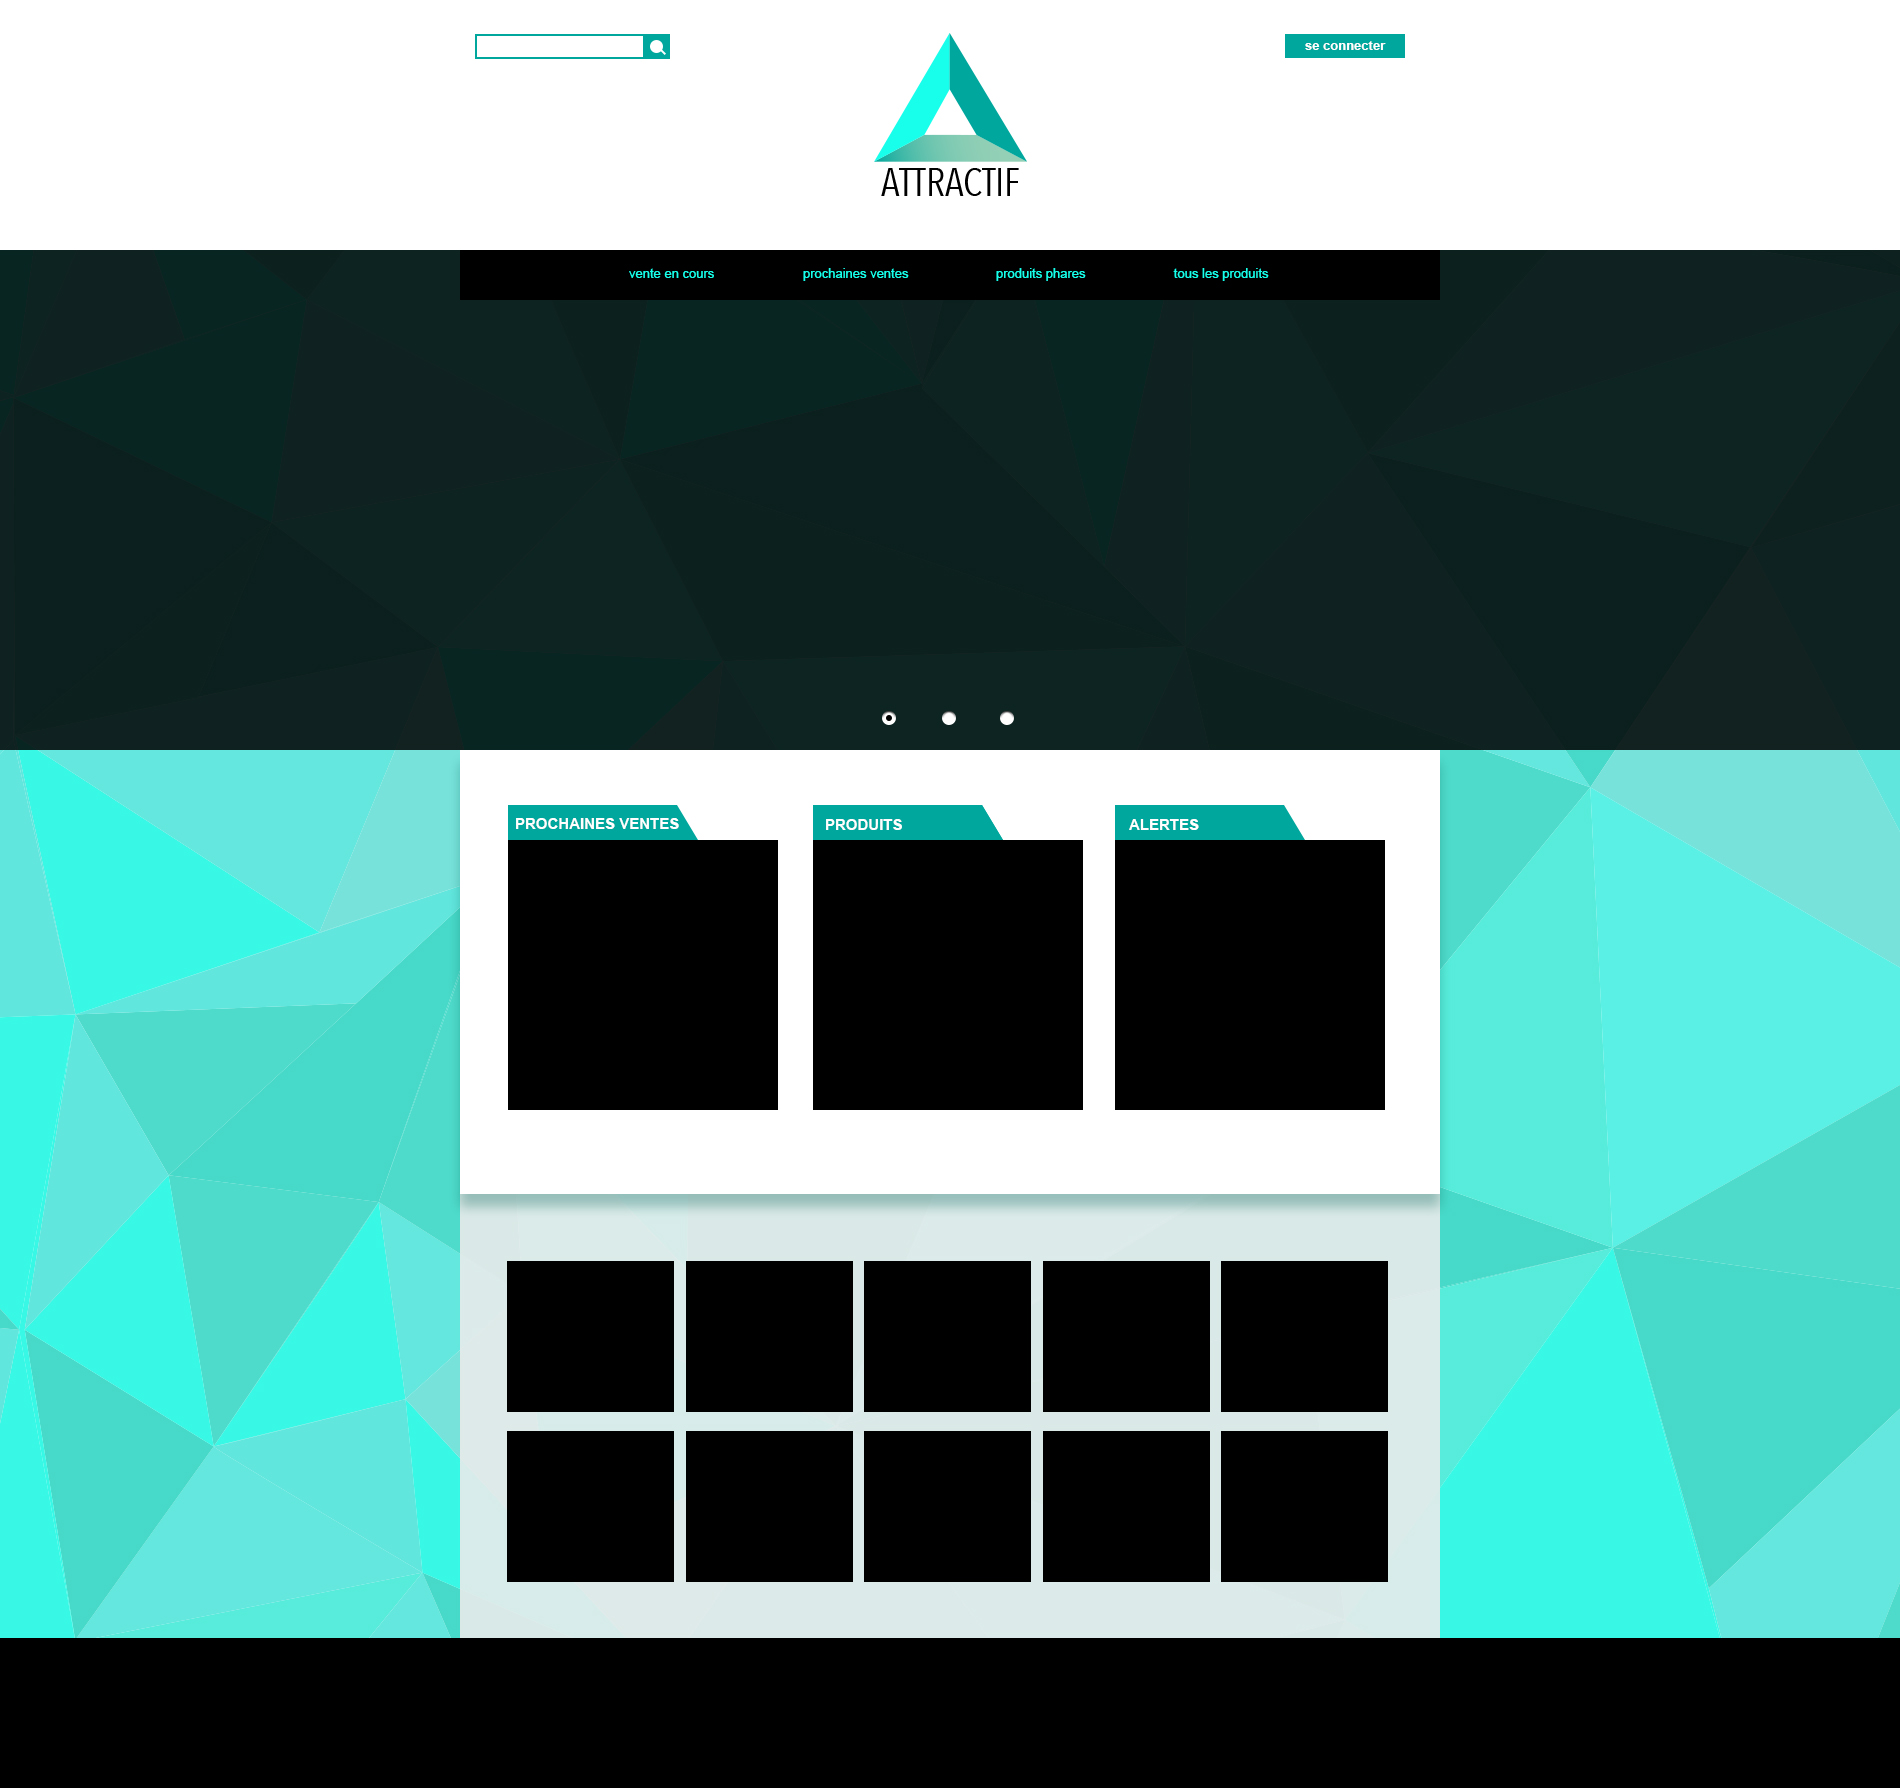 se connecter
ATTRACTIF
vente en cours
prochaines ventes
produits phares
tous les produits
PROCHAINES VENTES
PRODUITS
ALERTES